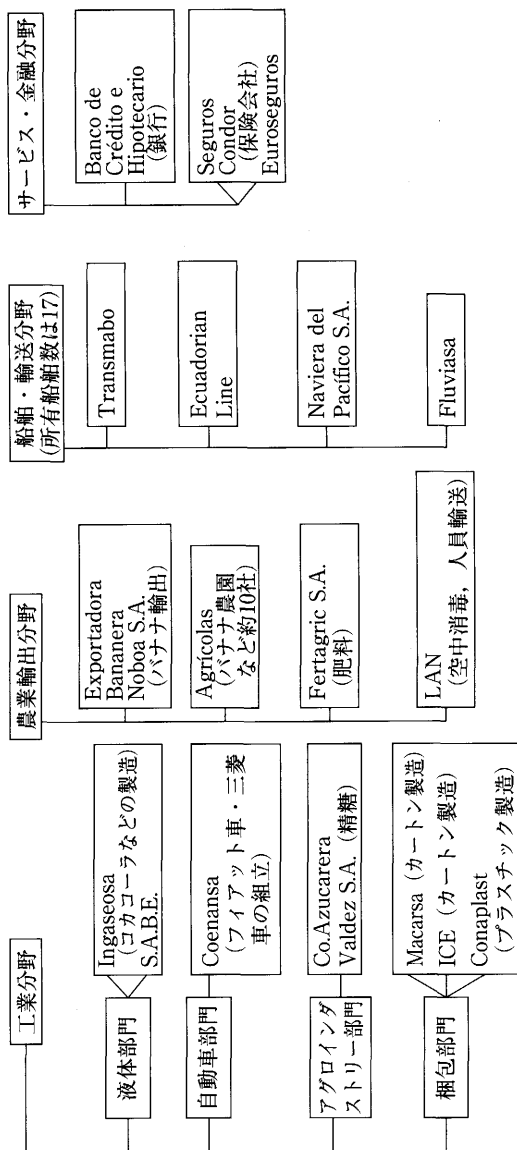 工業分野
液体部門
Ingaseosa
(コカコーラなどの製造)
S.A.B.E.
自動車部門
Coenansa
(フィアット車・三菱
車の組立)
アグロインダ
ストリー部門
Co.Azucarera
Valdez S.A. (精糖)
梱包部門
Macarsa (カートン製造)
ICE (カートン製造)
Conaplast
(プラスチック製造)
農業輸出分野
Exportadora
Bananera
Noboa S.A.
(バナナ輸出)
Agrícolas
(バナナ農園
など約10社)
Fertagric S.A.
(肥料)
LAN
(空中消毒，人員輸送)
船舶・輸送分野
(所有船舶数は17)
Transmabo
Ecuadorian
Line
Naviera del
Pacífico S.A.
Fluviasa
サービス・金融分野
Banco de
Crédito e
Hipotecario
(銀行)
Seguros
Condor
(保険会社)
Euroseguros